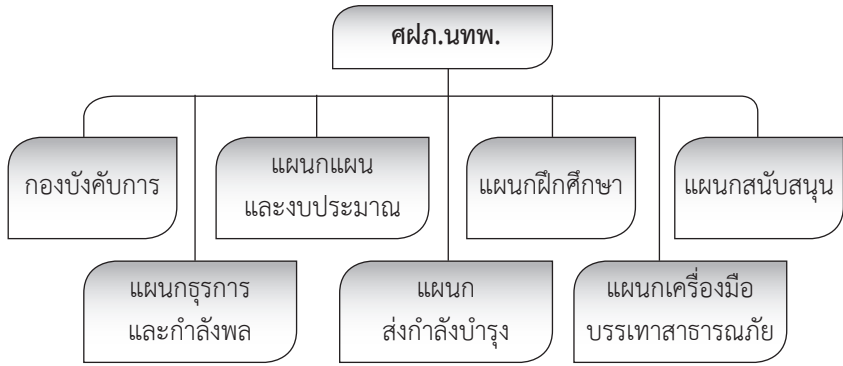 ศฝภ.นทพ.
กองบังคับการ
แผนกแผน
และงบประมาณ
แผนกฝึกศึกษา
แผนกสนับสนุน
แผนกธุรการ
และกำลังพล
แผนก
ส่งกำลังบำรุง
แผนกเครื่องมือ
บรรเทาสาธารณภัย